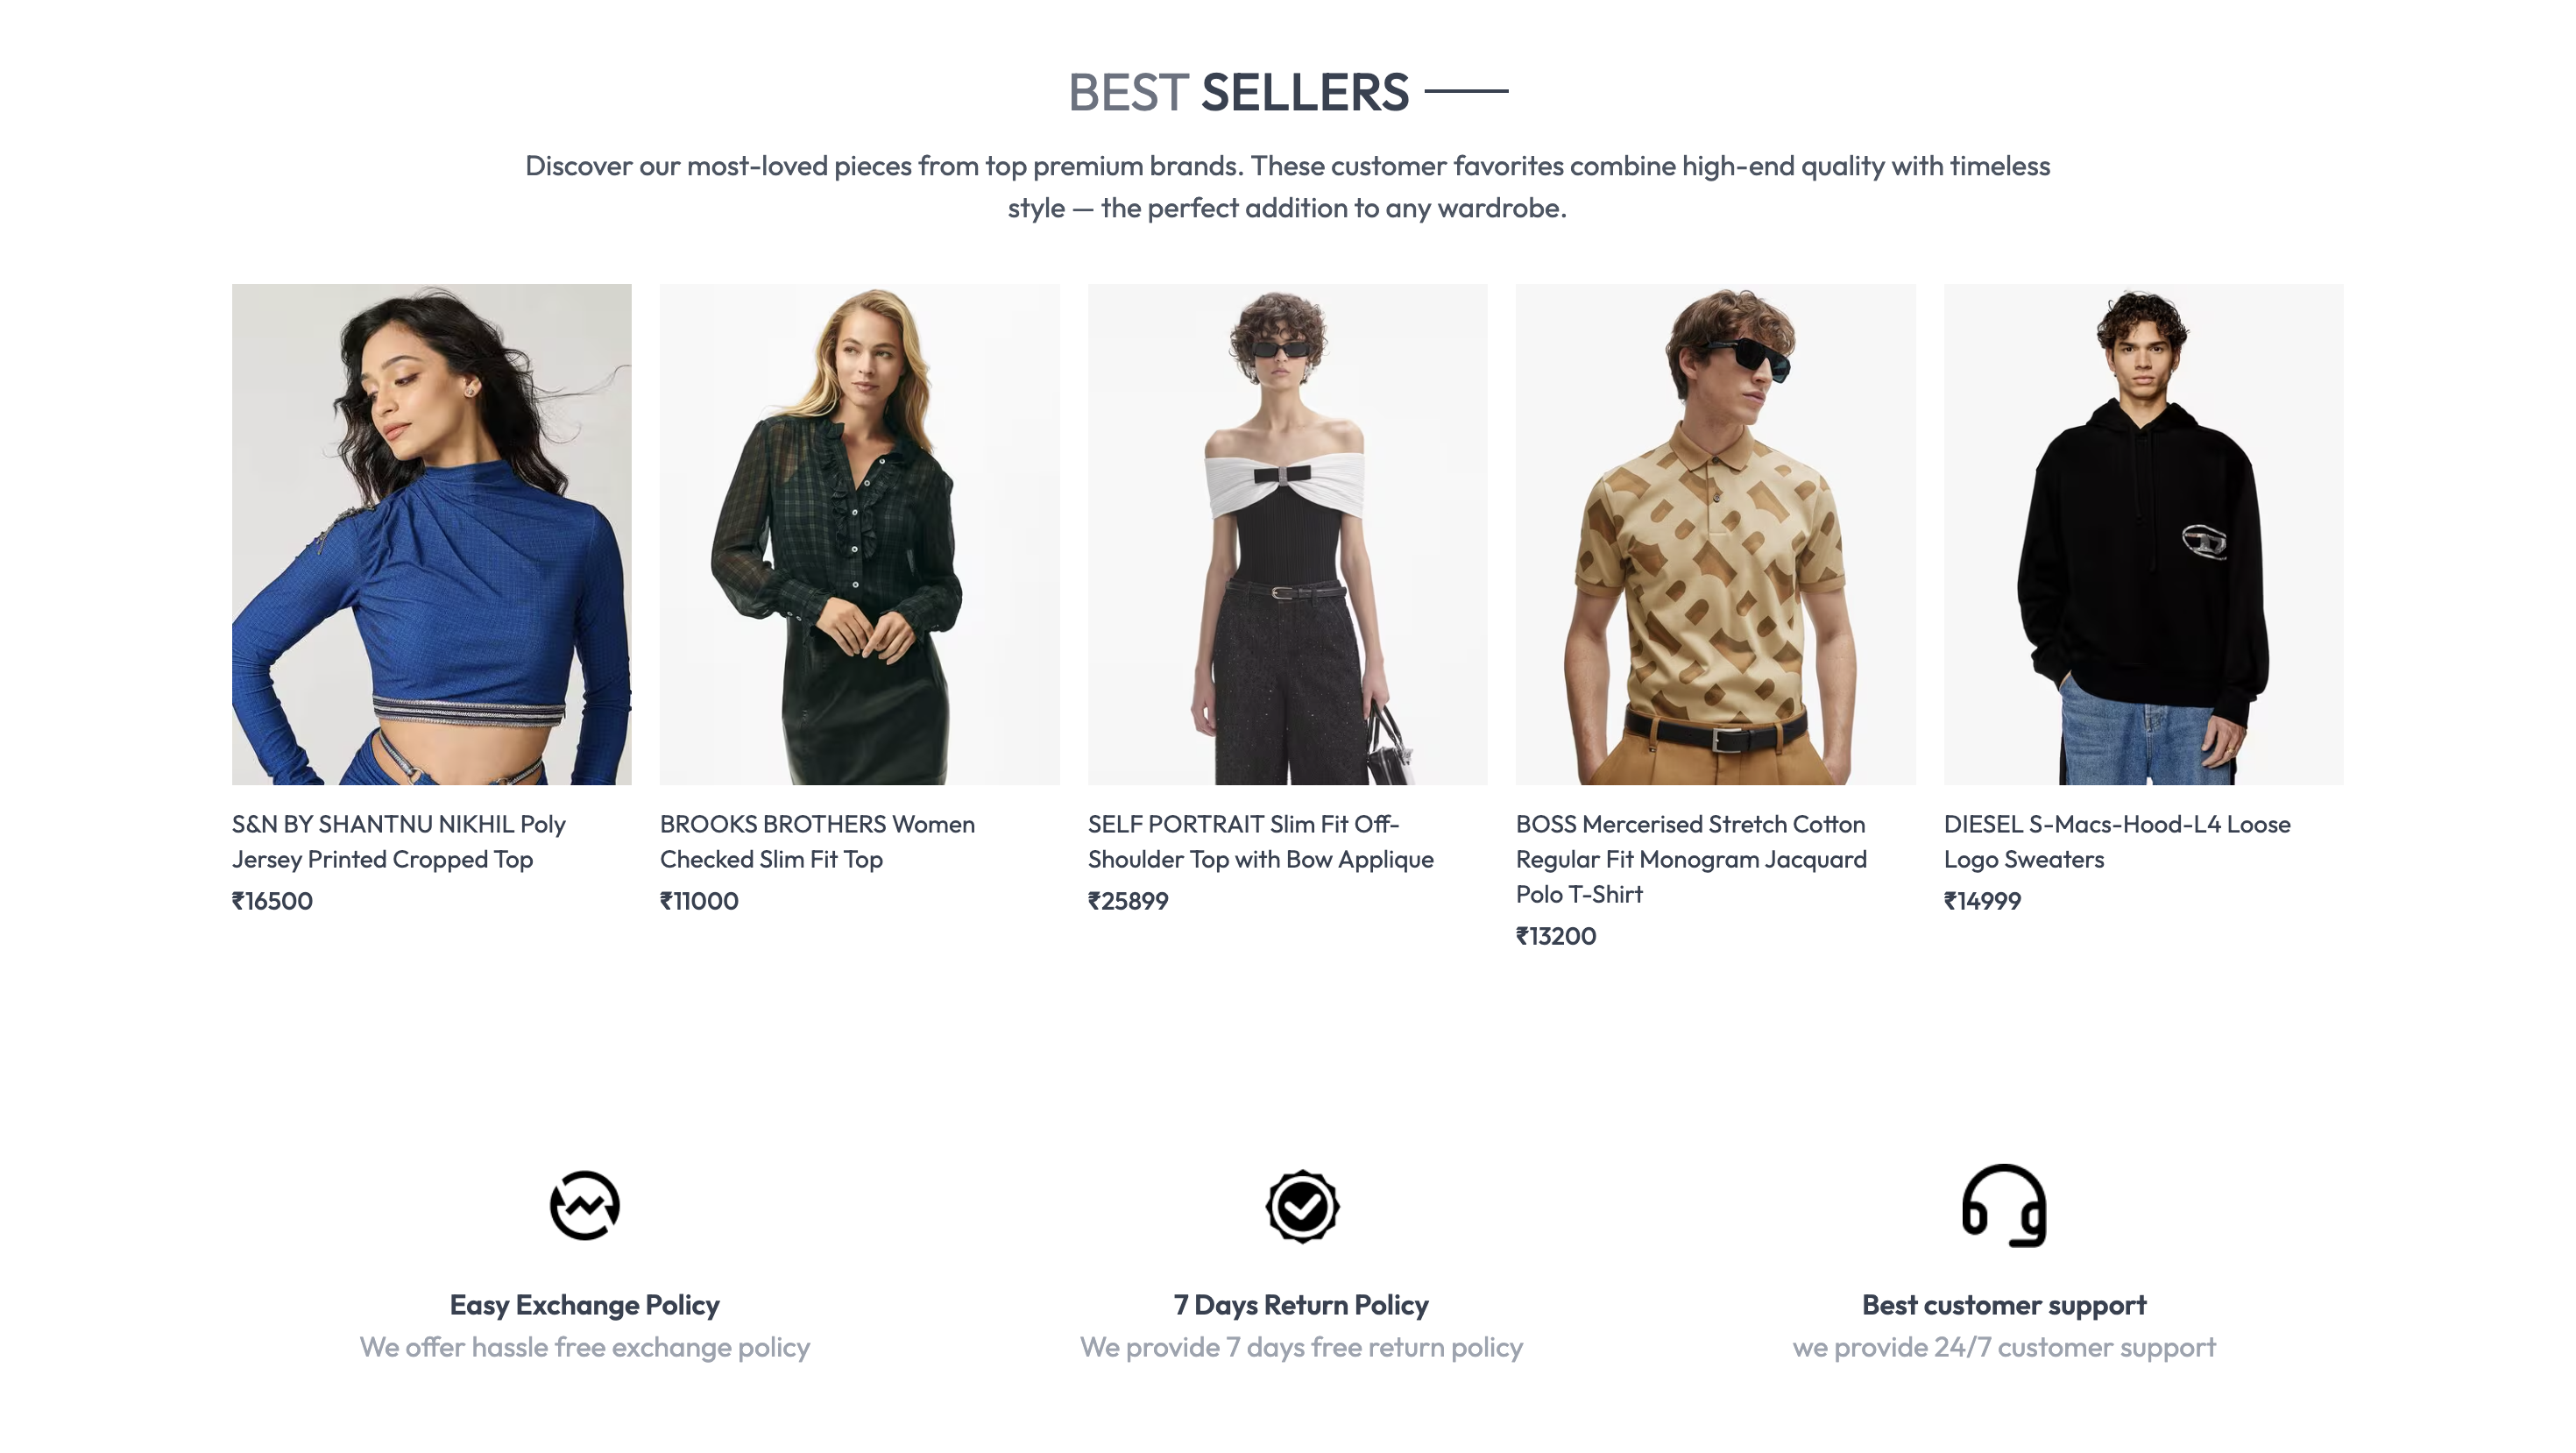 BEST SELLERS
Discover our most-loved pieces from top premium brands. These customer favorites combine high-end quality with timeless
style — the perfect addition to any wardrobe.
S&N BY SHANTNU NIKHIL Poly
Jersey Printed Cropped Top
₹16500
BROOKS BROTHERS Women
Checked Slim Fit Top
₹11000
SELF PORTRAIT Slim Fit Off-
Shoulder Top with Bow Applique
₹25899
BOSS Mercerised Stretch Cotton
Regular Fit Monogram Jacquard
Polo T-Shirt
₹13200
DIESEL S-Macs-Hood-L4 Loose
Logo Sweaters
₹14999
Easy Exchange Policy
We offer hassle free exchange policy
7 Days Return Policy
We provide 7 days free return policy
Best customer support
we provide 24/7 customer support